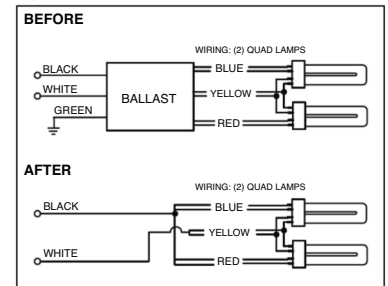 BEFORE
WIRING: (2) QUAD LAMPS
BLACK
BLUE
WHITE
BALLAST
YELLOW
GREEN
RED
AFTER
WIRING: (2) QUAD LAMPS
BLACK
BLUE
YELLOW
WHITE
RED